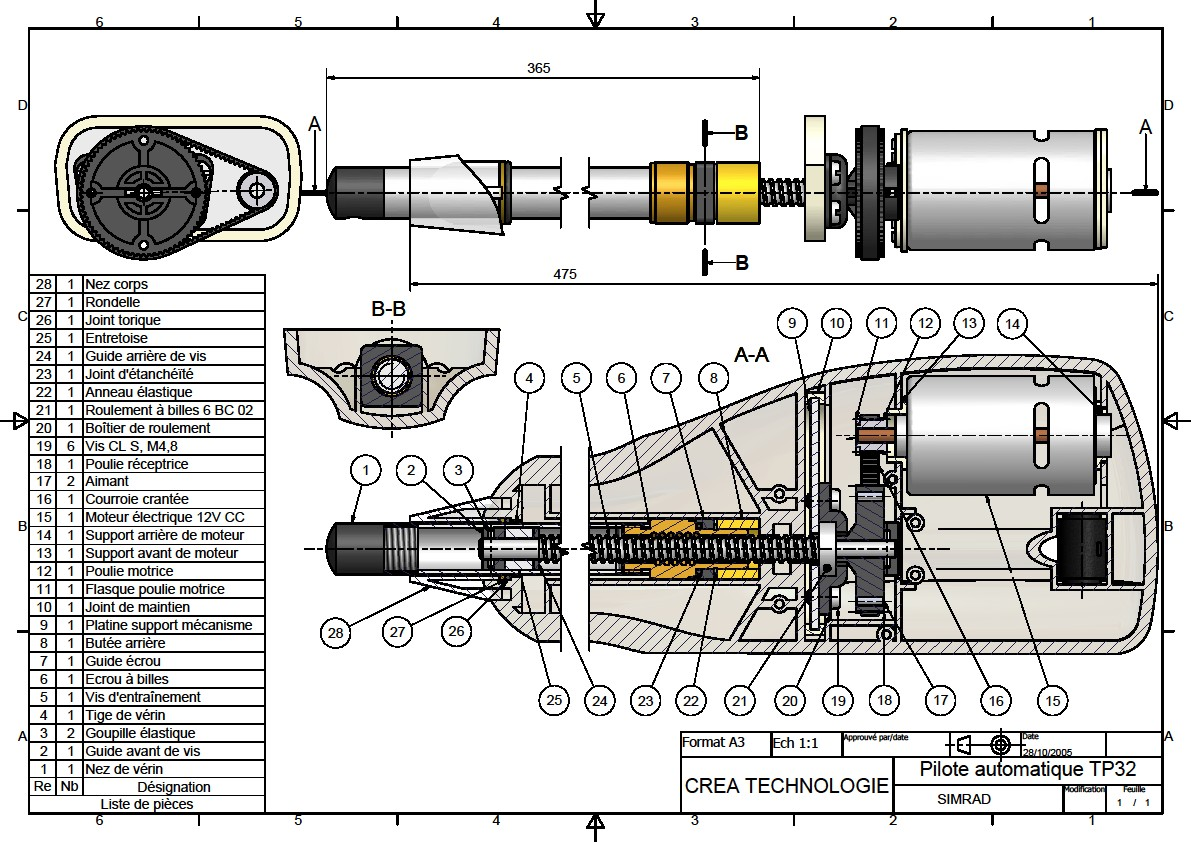 6 5 4 3 2 1
D D
365
A A
B
B
475
28 1 Nez corps
27 1 Rondelle
26 1 Joint torique
25 1 Entretoise
24 1 Guide arrière de vis
23 1 Joint d'étanchéïté
22 1 Anneau élastique
21 1 Roulement à billes 6 BC 02
20 1 Boîtier de roulement
19 6 Vis CL S, M4,8
18 1 Poulie réceptrice
17 2 Aimant
16 1 Courroie crantée
15 1 Moteur électrique 12V CC
14 1 Support arrière de moteur
13 1 Support avant de moteur
12 1 Poulie motrice
11 1 Flasque poulie motrice
10 1 Joint de maintien
9 1 Platine support mécanisme
8 1 Butée arrière
7 1 Guide écrou
6 1 Ecrou à billes
5 1 Vis d'entraînement
4 1 Tige de vérin
3 2 Goupille élastique
2 1 Guide avant de vis
1 1 Nez de vérin
Re Nb Désignation
Liste de pièces
C C
B-B
A-A
9 10 11 12 13 14
4 5 6 7 8
1 2 3
B B
28 27 26
25 24 23 22 21 20 19 18 17 16 15
A A
Format A3
Ech 1:1
Approuvé par/date
Date
28/10/2005
CREA TECHNOLOGIE
Pilote automatique TP32
SIMRAD
Modification
Feuille
1 / 1
6 5 4 3 2 1